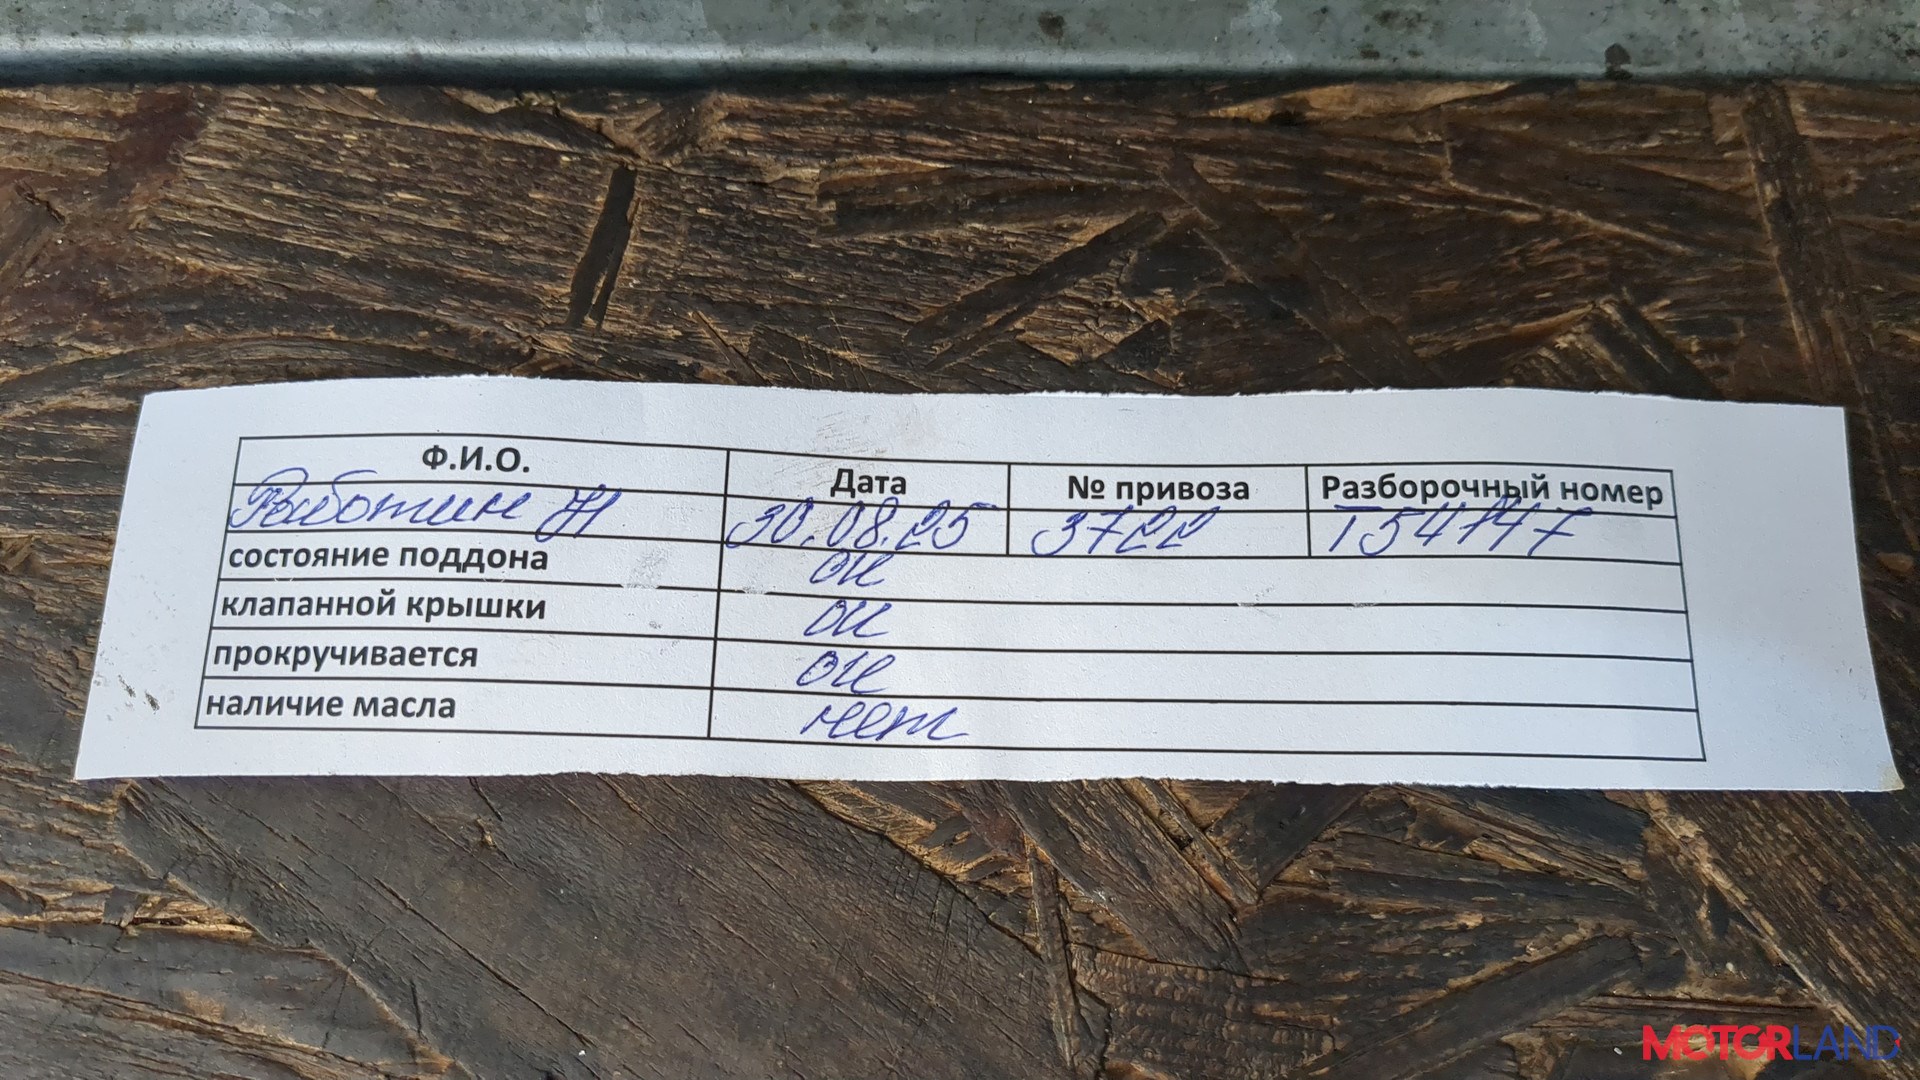 Ф.И.О. Дата № привоза Разборочный номер
30.08.25 3722 154747
состояние поддона ок
клапанной крышки ок
прокручивается ок
наличие масла нет
MOTORLAND